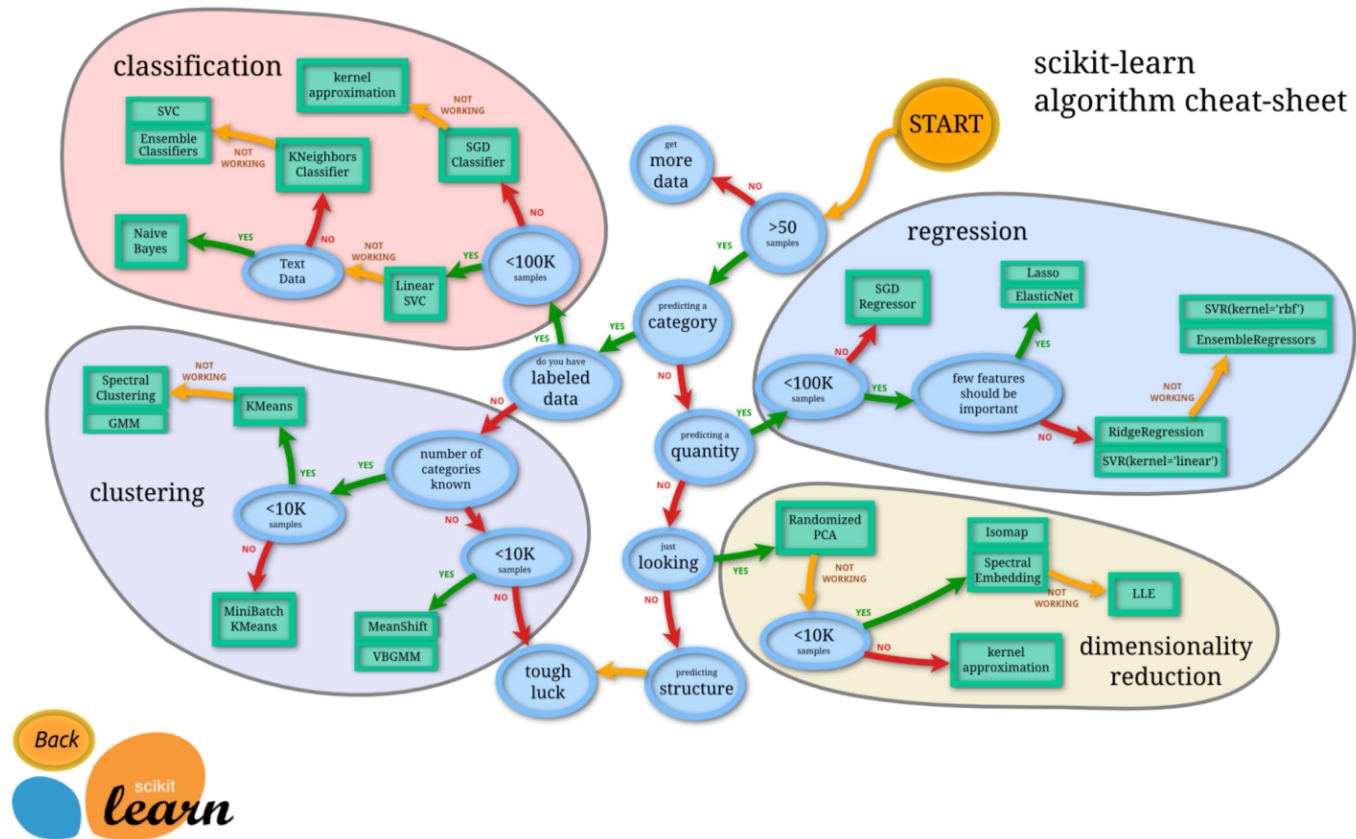 scikit-learn
algorithm cheat-sheet
START
get
more
data
NO
>50
samples
YES
predicting a
category
YES
NO
do you have
labeled
data
YES
NO
predicting a
quantity
YES
NO
just
looking
YES
NO
predicting
structure
tough
luck
classification
kernel
approximation
NOT
WORKING
SGD
Classifier
NO
<100K
samples
YES
Linear
SVC
NOT
WORKING
Text
Data
YES
NO
Naive
Bayes
KNeighbors
Classifier
NOT
WORKING
SVC
Ensemble
Classifiers
regression
SGD
Regressor
NO
<100K
samples
YES
few features
should be
important
YES
Lasso
ElasticNet
NO
RidgeRegression
SVR(kernel='linear')
NOT
WORKING
SVR(kernel='rbf')
EnsembleRegressors
clustering
number of
categories
known
YES
NO
<10K
samples
YES
NO
KMeans
NOT
WORKING
Spectral
Clustering
GMM
MiniBatch
KMeans
<10K
samples
YES
NO
MeanShift
VBGMM
dimensionality
reduction
Randomized
PCA
NOT
WORKING
<10K
samples
YES
NO
Isomap
Spectral
Embedding
NOT
WORKING
LLE
kernel
approximation
Back
scikit
learn